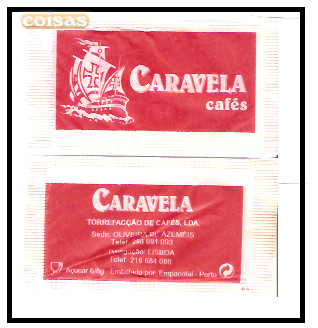 coisas
CARAVELA
cafés
CARAVELA
TORREFACÇÃO DE CAFÉS, LDA
Sede: OLIVEIRA DE AZEMÉIS
Telef. 256 691 093
Delegação: LISBOA
Telef. 218 684 085
Açúcar 6/8g Embalado por: Empacotal - Porto